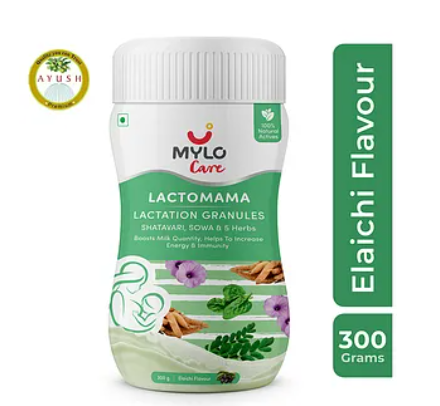 AYUSH
Premium
100%
Natural
Actives
MYLO
Care
LACTOMAMA
LACTATION GRANULES
SHATAVARI, SOWA & 5 Herbs
Boosts Milk Quantity, Helps To Increase
Energy & Immunity
300 g
Elaichi Flavour
Elaichi Flavour
300
Grams